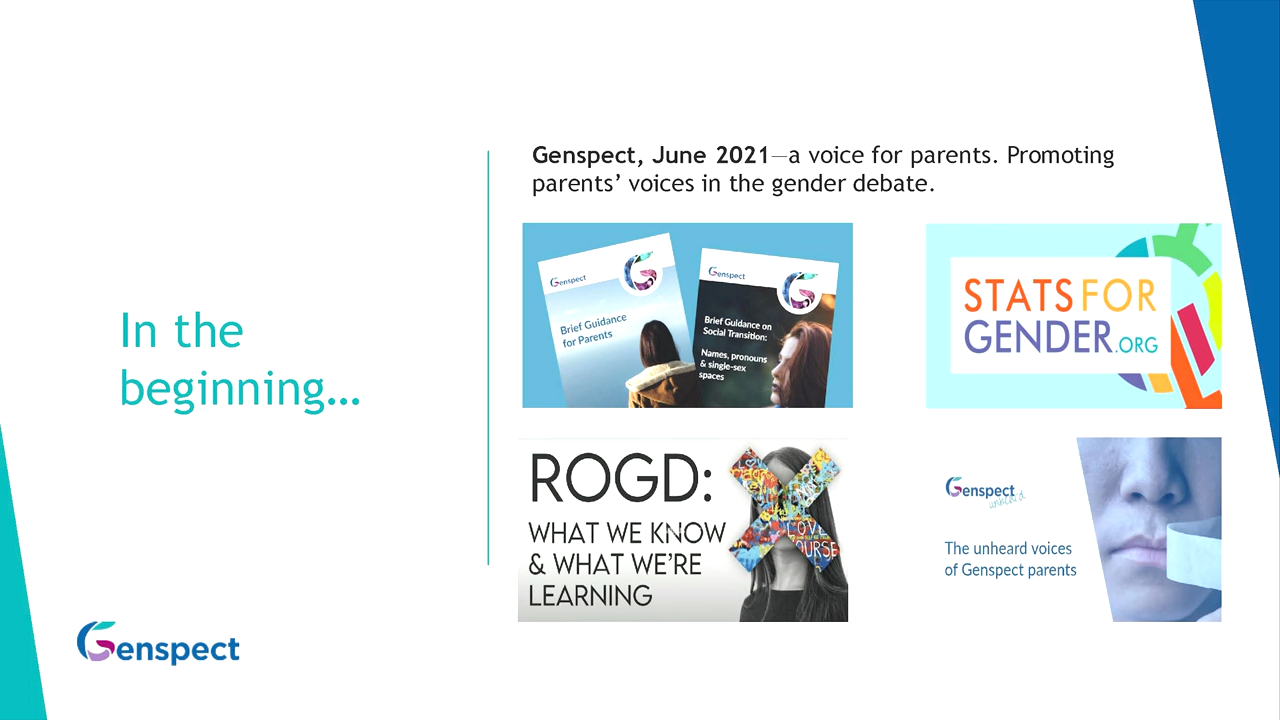 Genspect, June 2021—a voice for parents. Promoting
parents’ voices in the gender debate.
In the
beginning…
Genspect
Brief Guidance
for Parents
Genspect
Brief Guidance on
Social Transition:
Names, pronouns
& single-sex
spaces
STATS FOR
GENDER.ORG
ROGD:
WHAT WE KNOW
& WHAT WE’RE
LEARNING
LOVE
Genspect
unheard
The unheard voices
of Genspect parents
Genspect